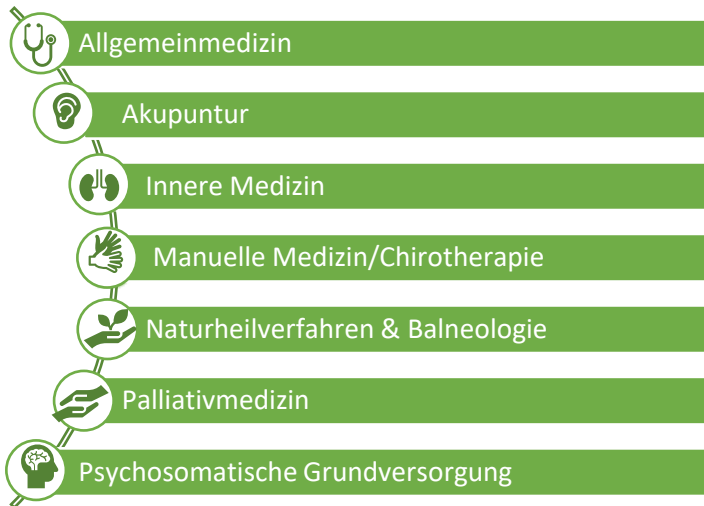 Allgemeinmedizin
Akupuntur
Innere Medizin
Manuelle Medizin/Chirotherapie
Naturheilverfahren & Balneologie
Palliativmedizin
Psychosomatische Grundversorgung